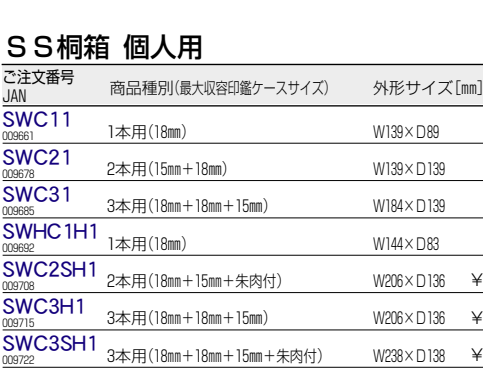 ＳＳ桐箱 個人用
ご注文番号
JAN 商品種別(最大収容印鑑ケースサイズ) 外形サイズ[㎜]
SWC11
009661 1本用(18㎜) W139×D89
SWC21
009678 2本用(15㎜＋18㎜) W139×D139
SWC31
009685 3本用(18㎜＋18㎜＋15㎜) W184×D139
SWHC1H1
009692 1本用(18㎜) W144×D83
SWC2SH1
009708 2本用(18㎜＋15㎜＋朱肉付) W206×D136 ¥
SWC3H1
009715 3本用(18㎜＋18㎜＋15㎜) W206×D136 ¥
SWC3SH1
009722 3本用(18㎜＋18㎜＋15㎜＋朱肉付) W238×D138 ¥